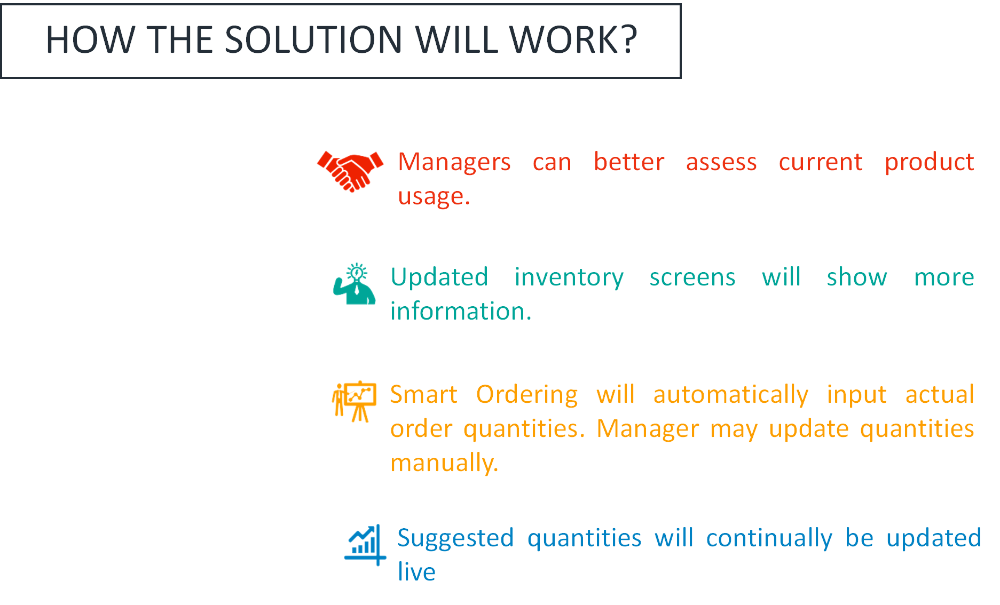 HOW THE SOLUTION WILL WORK?
Managers can better assess current product
usage.
Updated inventory screens will show more
information.
Smart Ordering will automatically input actual
order quantities. Manager may update quantities
manually.
Suggested quantities will continually be updated
live